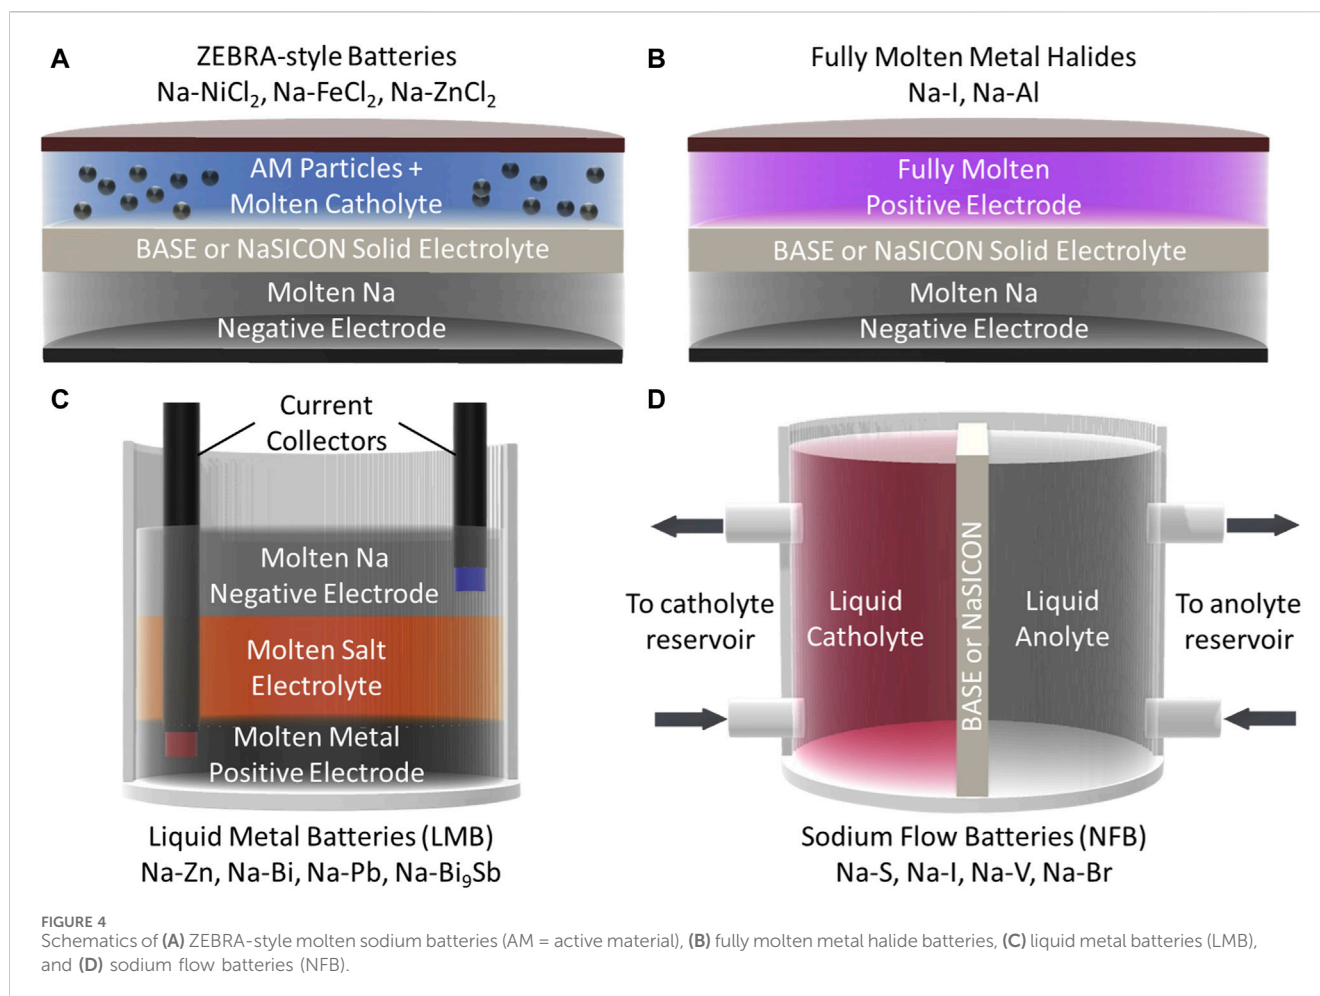 A
ZEBRA-style Batteries
Na-NiCl₂, Na-FeCl₂, Na-ZnCl₂
AM Particles +
Molten Catholyte
BASE or NaSICON Solid Electrolyte
Molten Na
Negative Electrode
B
Fully Molten Metal Halides
Na-I, Na-Al
Fully Molten
Positive Electrode
BASE or NaSICON Solid Electrolyte
Molten Na
Negative Electrode
C
Current
Collectors
Molten Na
Negative Electrode
Molten Salt
Electrolyte
Molten Metal
Positive Electrode
Liquid Metal Batteries (LMB)
Na-Zn, Na-Bi, Na-Pb, Na-Bi₉Sb
D
To catholyte
reservoir
Liquid
Catholyte
BASE or NaSICON
Liquid
Anolyte
To anolyte
reservoir
Sodium Flow Batteries (NFB)
Na-S, Na-I, Na-V, Na-Br
FIGURE 4
Schematics of (A) ZEBRA-style molten sodium batteries (AM = active material), (B) fully molten metal halide batteries, (C) liquid metal batteries (LMB),
and (D) sodium flow batteries (NFB).